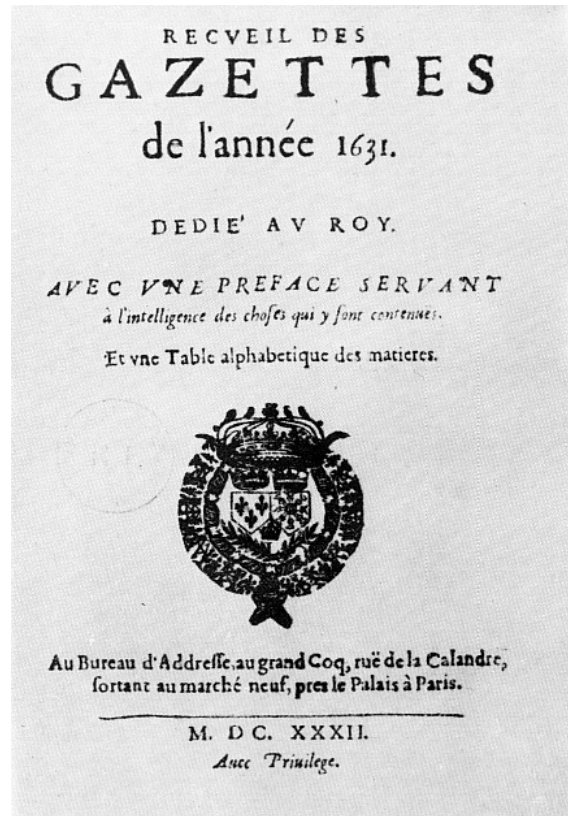 RECVEIL DES
GAZETTES
de l'année 1631.
DEDIE' AV ROY.
AVEC VNE PREFACE SERVANT
à l'intelligence des choſes qui y ſont contenuës.
Et vne Table alphabetique des matieres.
Au Bureau d'Addreſſe, au grand Coq, ruë de la Calandre,
ſortant au marché neuf, pres le Palais à Paris.
M. DC. XXXII.
Auec Priuilege.